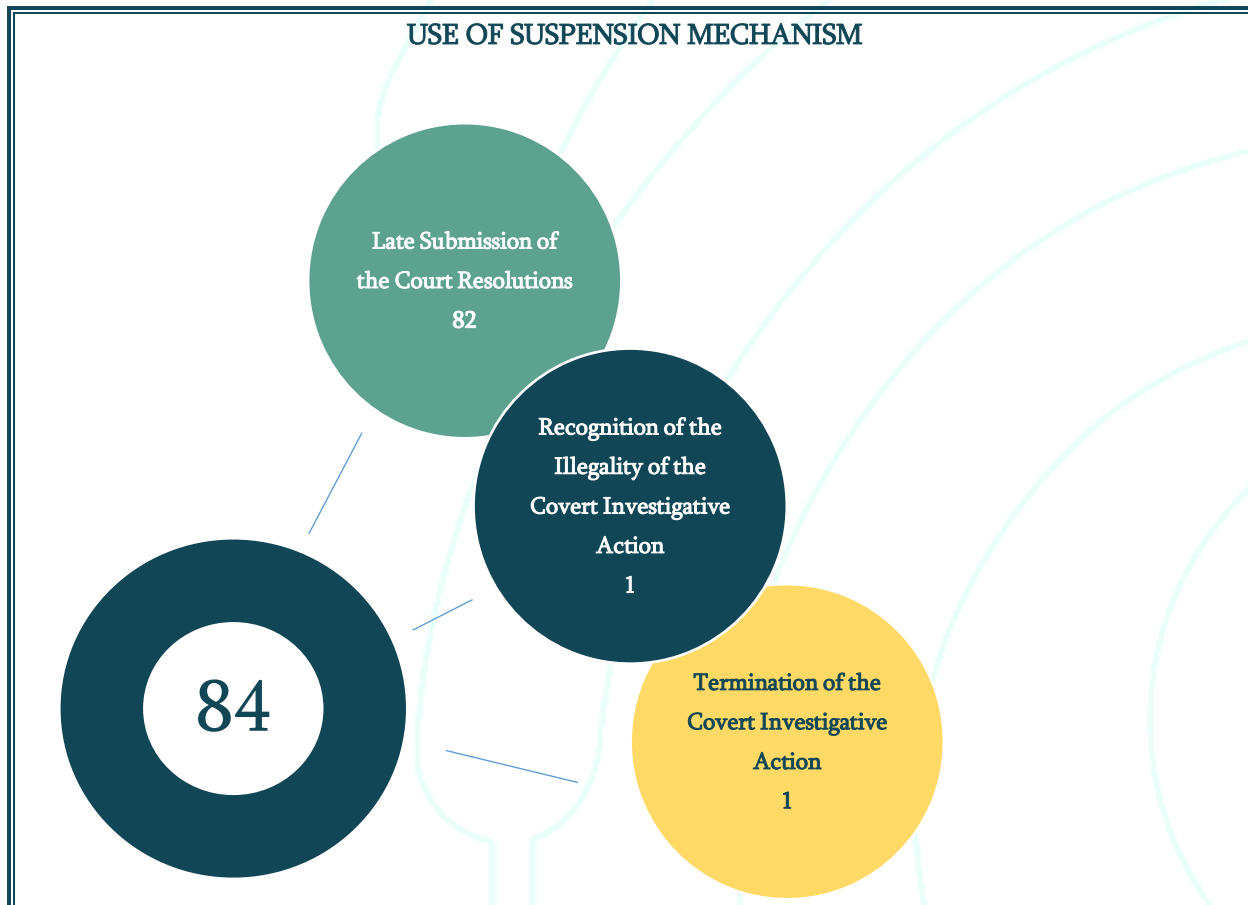 USE OF SUSPENSION MECHANISM
Late Submission of
the Court Resolutions
82
Recognition of the
Illegality of the
Covert Investigative
Action
1
84
Termination of the
Covert Investigative
Action
1